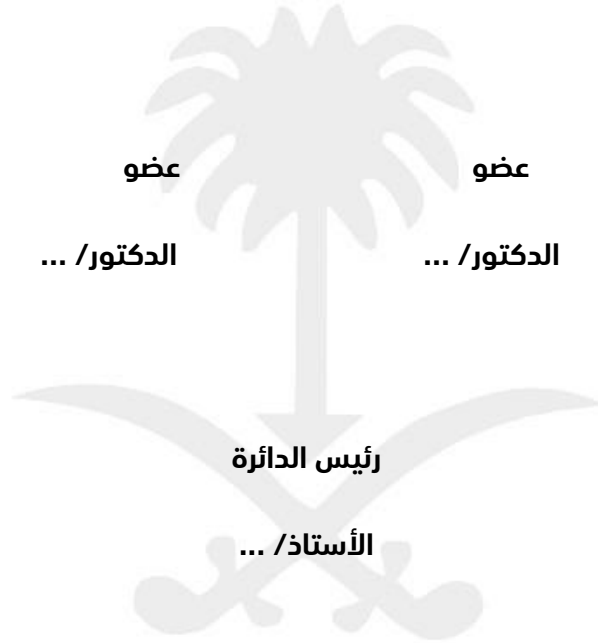 عضو عضو
الدكتور/ ... الدكتور/ ...
رئيس الدائرة
الأستاذ/ ...